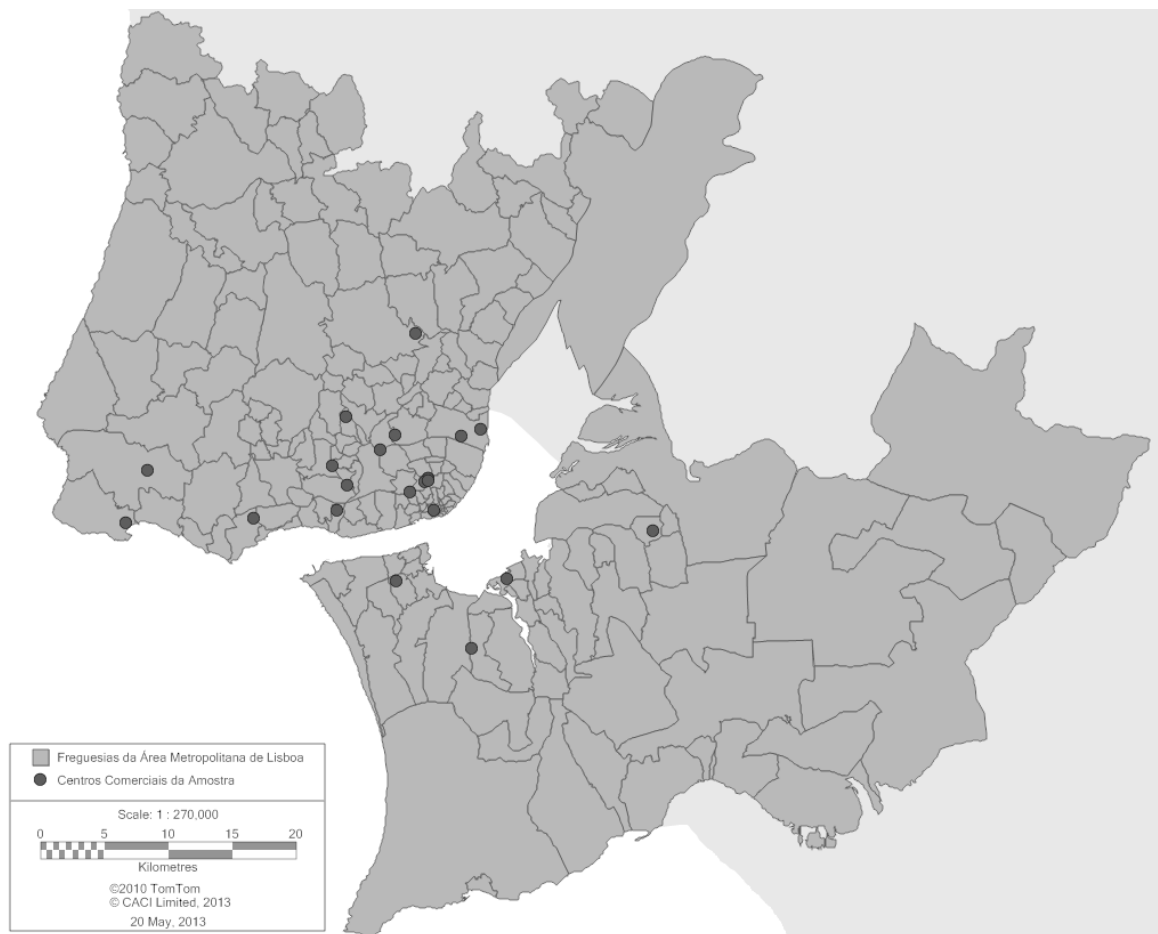 Freguesias da Área Metropolitana de Lisboa
Centros Comerciais da Amostra
Scale: 1 : 270,000
0 5 10 15 20
Kilometres
©2010 TomTom
© CACI Limited, 2013
20 May, 2013